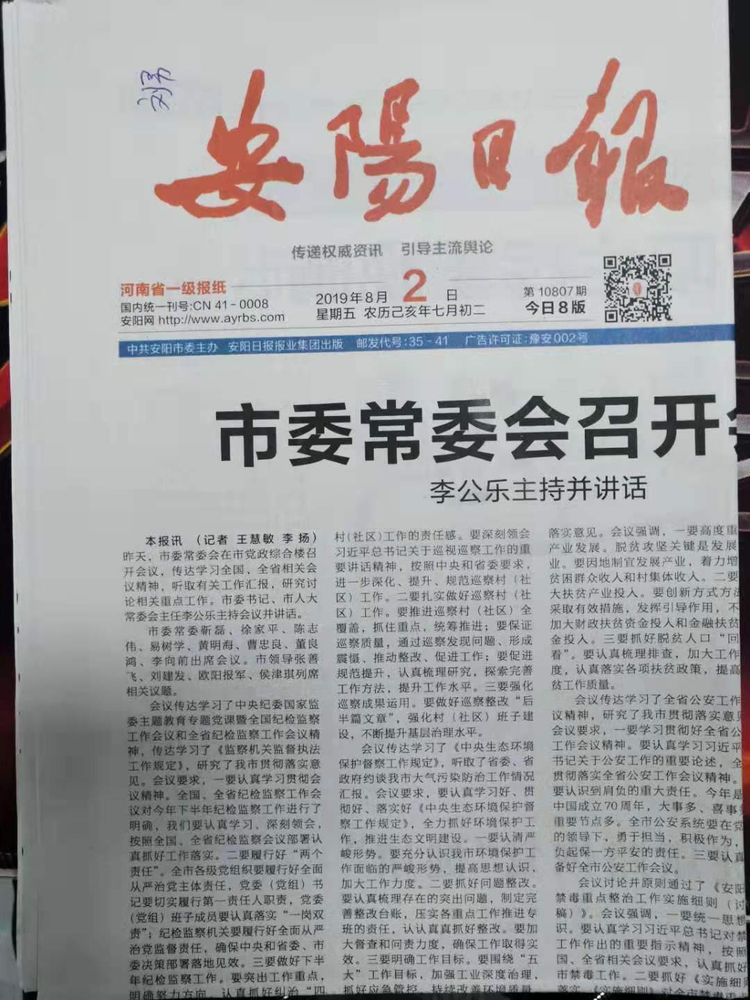 安陽日報
传递权威资讯 引导主流舆论
河南省一级报纸
国内统一刊号:CN 41-0008
安阳网 http://www.ayrbs.com
2019年8月2日
星期五 农历己亥年七月初二
第10807期
今日8版
中共安阳市委主办 安阳日报报业集团出版 邮发代号:35-41 广告许可证:豫安002号
市委常委会召开
李公乐主持并讲话
本报讯 (记者 王慧敏 李扬)
昨天，市委常委会在市党政综合楼召
开会议，传达学习全国、全省相关会
议精神，听取有关工作汇报，研究讨
论相关重点工作。市委书记、市人大
常委会主任李公乐主持会议并讲话。
市委常委靳磊、徐家平、陈志
伟、易树学、黄明海、曹忠良、董良
鸿、李向前出席会议。市领导张善
飞、刘建发、欧阳报军、侯津琪列席
相关议题。
会议传达学习了中央纪委国家监
委主题教育专题党课暨全国纪检监察
工作会议和全省纪检监察工作会议精
神，传达学习了《监察机关监督执法
工作规定》，研究了我市贯彻落实意
见。会议要求，一要认真学习贯彻会
议精神。全国、全省纪检监察工作会
议对今年下半年纪检监察工作进行了
明确，我们要认真学习、深刻领会，
按照全国、全省纪检监察会议部署认
真抓好工作落实。二要履行好“两个
责任”。全市各级党组织要履行好全面
从严治党主体责任，党委（党组）书
记要切实履行第一责任人职责，党委
（党组）班子成员要认真落实“一岗双
责”；纪检监察机关要履行好全面从严
治党监督责任，确保中央和省委、市
委决策部署落地见效。三要做好下半
年纪检监察工作。要突出工作重点，
明确努力方向，认真抓好纠治“四
村(社区)工作的责任感。要深刻领会
习近平总书记关于巡视巡察工作的重
要讲话精神，按照中央和省委要求，
进一步深化、提升、规范巡察村（社
区）工作。二要扎实做好巡察村（社
区）工作。要推进巡察村（社区）全
覆盖，抓住重点，统筹推进；要保证
巡察质量，通过巡察发现问题、形成
震慑、推动整改、促进工作；要促进
规范提升，认真梳理研究，探索完善
工作方法，提升工作水平。三要强化
巡察成果运用。要做好巡察整改“后
半篇文章”，强化村（社区）班子建
设，不断提升基层治理水平。
会议传达学习了《中央生态环境
保护督察工作规定》，听取了省委、省
政府约谈我市大气污染防治工作情况
汇报。会议要求，要认真学习好、贯
彻好、落实好《中央生态环境保护督
察工作规定》，全力抓好环境保护工
作，推进生态文明建设。一要认清严
峻形势。要充分认识我市环境保护工
作面临的严峻形势，提高思想认识，
加大工作力度。二要抓好问题整改。
要认真梳理存在的突出问题，制定完
善整改台账，压实各重点工作推进专
班的责任，认认真真抓好整改。要加
大督查和问责力度，确保工作取得实
效。三要明确工作目标。要围绕“五
大”工作目标，加强工业深度治理，
抓好应急管控，持续改善环境质量
落实意见。会议强调，一要高度重
产业发展。脱贫攻坚关键是发展
业。要因地制宜发展产业，着力增
贫困群众收入和村集体收入。二要
大扶贫产业投入。要创新方式方法
采取有效措施，发挥引导作用，不
加大财政扶贫资金投入和金融扶贫
金投入。三要抓好脱贫人口“回
看”。要认真梳理排查，加大工作
度，认真落实各项扶贫政策，提高
贫工作质量。
会议传达学习了全省公安工作
议精神，研究了我市贯彻落实意见
会议要求，一要学习贯彻好全省公
工作会议精神。要认真学习习近平
书记关于公安工作的重要论述，全
贯彻落实全省公安工作会议精神。
要认识到肩负的重大责任。今年是
中国成立70周年，大事多、喜事
重要节点多。全市公安系统要在党
的领导下，勇于担当，积极作为，
负起保一方平安的责任。三要认真
备好全市公安工作会议。
会议讨论并原则通过了《安阳
禁毒重点整治工作实施细则（讨
稿）》。会议强调，一要统一思想
识。要认真学习习近平总书记对禁
工作作出的重要指示精神，按照
国、全省相关会议要求，认真抓好
市禁毒工作。二要抓好《实施细则
落实。《实施细则》对全市禁毒重